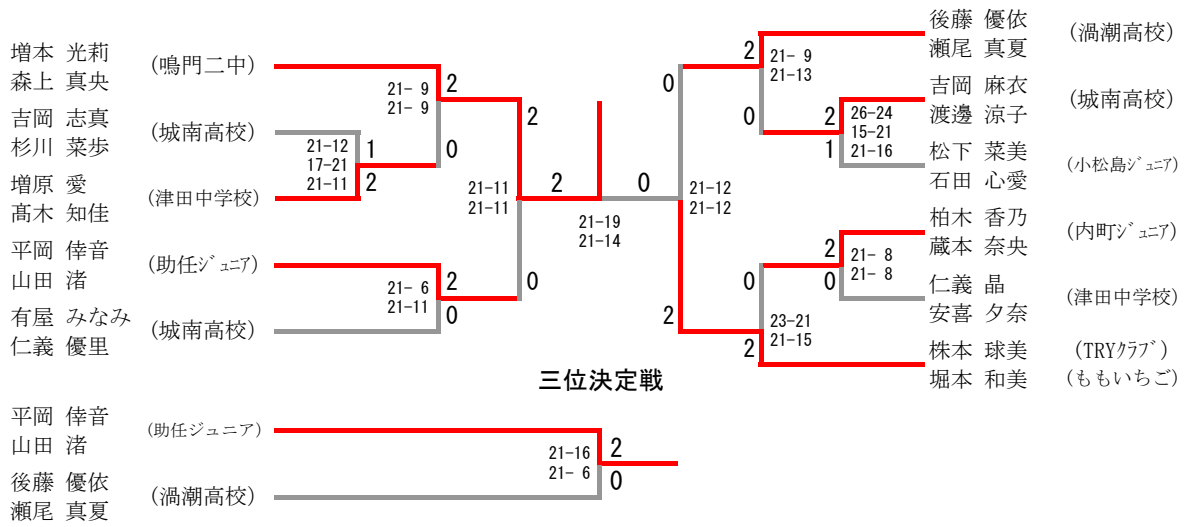 増本 光莉
森上 真央
(鳴門二中)
吉岡 志真
杉川 菜歩
(城南高校)
増原 愛
髙木 知佳
(津田中学校)
平岡 倖音
山田 渚
(助任ｼﾞｭﾆｱ)
有屋 みなみ
仁義 優里
(城南高校)
21-12
17-21
21-11
1
2
21- 9
21- 9
2
0
21- 6
21-11
2
0
21-11
21-11
2
0
2
0
21-19
21-14
0
2
21-12
21-12
2
0
21- 9
21-13
2
1
26-24
15-21
21-16
0
2
23-21
21-15
2
0
21- 8
21- 8
後藤 優依
瀬尾 真夏
(渦潮高校)
吉岡 麻衣
渡邊 涼子
(城南高校)
松下 菜美
石田 心愛
(小松島ｼﾞｭﾆｱ)
柏木 香乃
蔵本 奈央
(内町ｼﾞｭﾆｱ)
仁義 晶
安喜 夕奈
(津田中学校)
株本 球美
(TRYｸﾗﾌﾞ)
堀本 和美
(ももいちご)
三位決定戦
平岡 倖音
山田 渚
(助任ジュニア)
後藤 優依
瀬尾 真夏
(渦潮高校)
21-16
21- 6
2
0